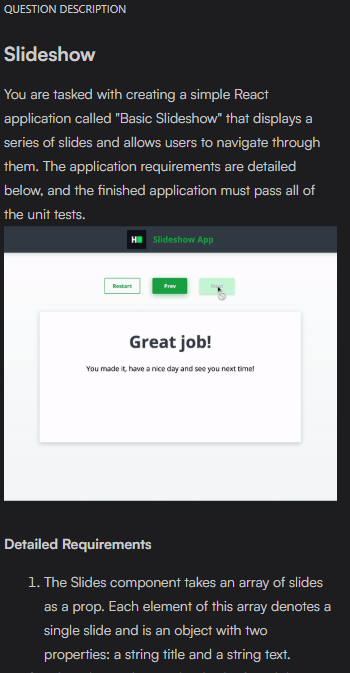 QUESTION DESCRIPTION
Slideshow
You are tasked with creating a simple React
application called "Basic Slideshow" that displays a
series of slides and allows users to navigate through
them. The application requirements are detailed
below, and the finished application must pass all of
the unit tests.
H Slideshow App
Restart Prev
Great job!
You made it, have a nice day and see you next time!
Detailed Requirements
1. The Slides component takes an array of slides
as a prop. Each element of this array denotes a
single slide and is an object with two
properties: a string title and a string text.